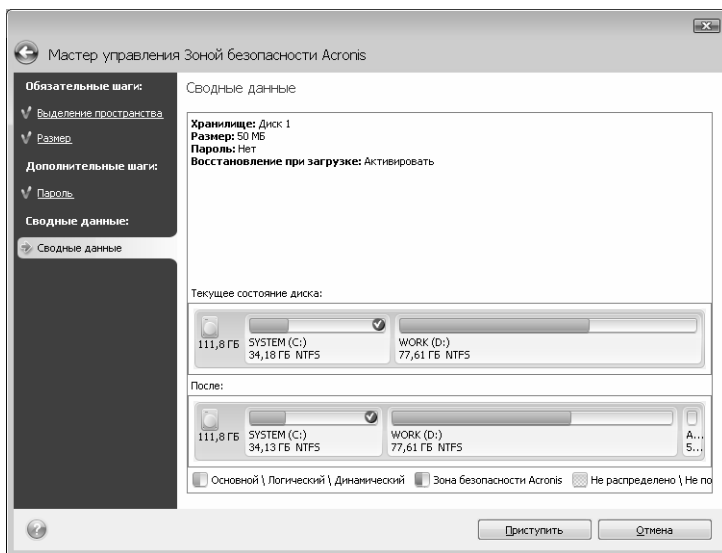 Мастер управления Зоной безопасности Acronis
Обязательные шаги:
Выделение пространства
Размер
Дополнительные шаги:
Пароль
Сводные данные:
Сводные данные
Сводные данные
Хранилище: Диск 1
Размер: 50 МБ
Пароль: Нет
Восстановление при загрузке: Активировать
Текущее состояние диска:
111,8 ГБ
SYSTEM (C:)
34,18 ГБ NTFS
WORK (D:)
77,61 ГБ NTFS
После:
111,8 ГБ
SYSTEM (C:)
34,13 ГБ NTFS
WORK (D:)
77,61 ГБ NTFS
A...
5...
Основной \ Логический \ Динамический Зона безопасности Acronis Не распределено \ Не по
?
Приступить Отмена